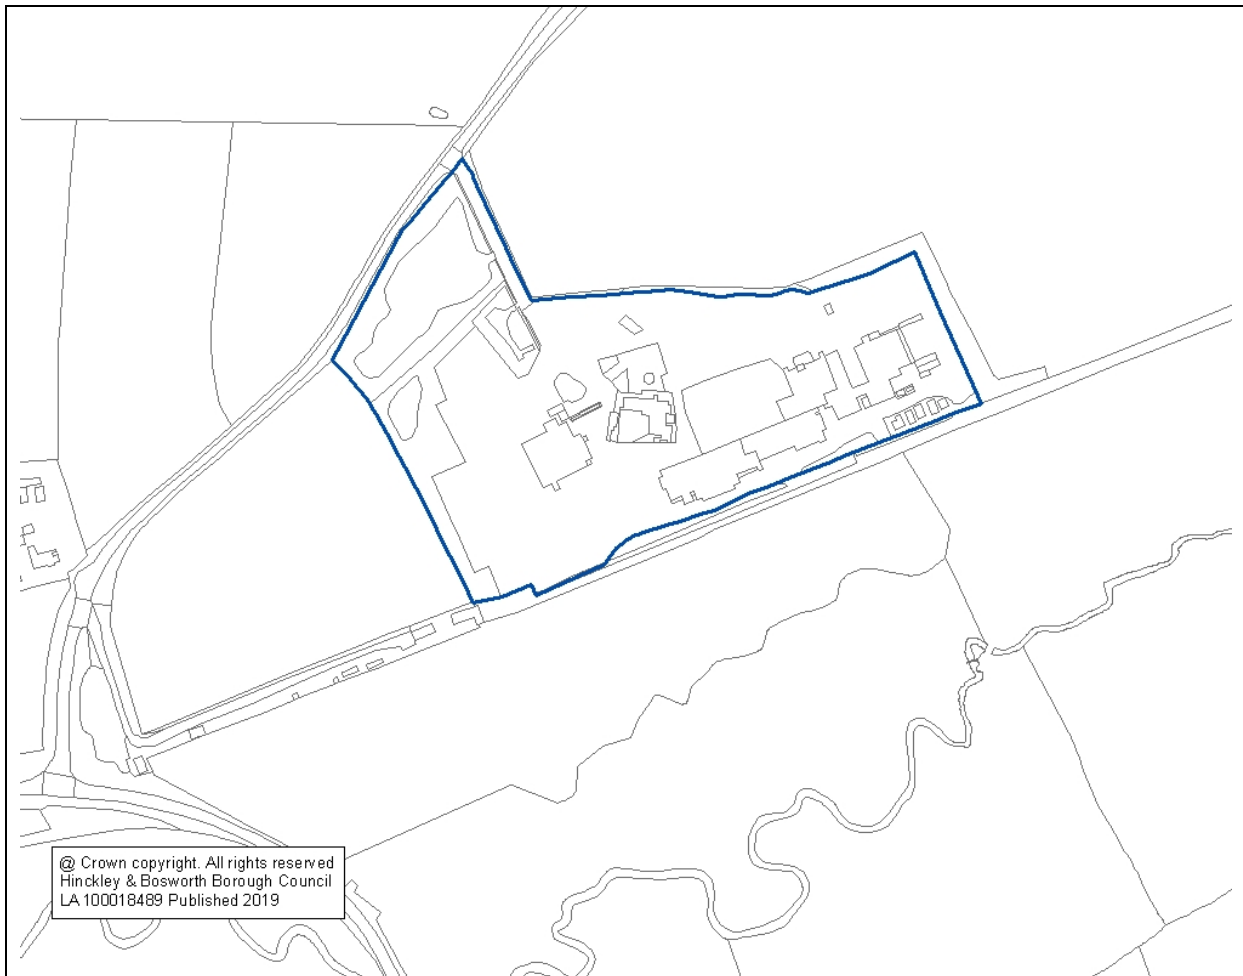 @ Crown copyright. All rights reserved
Hinckley & Bosworth Borough Council
LA 100018489 Published 2019